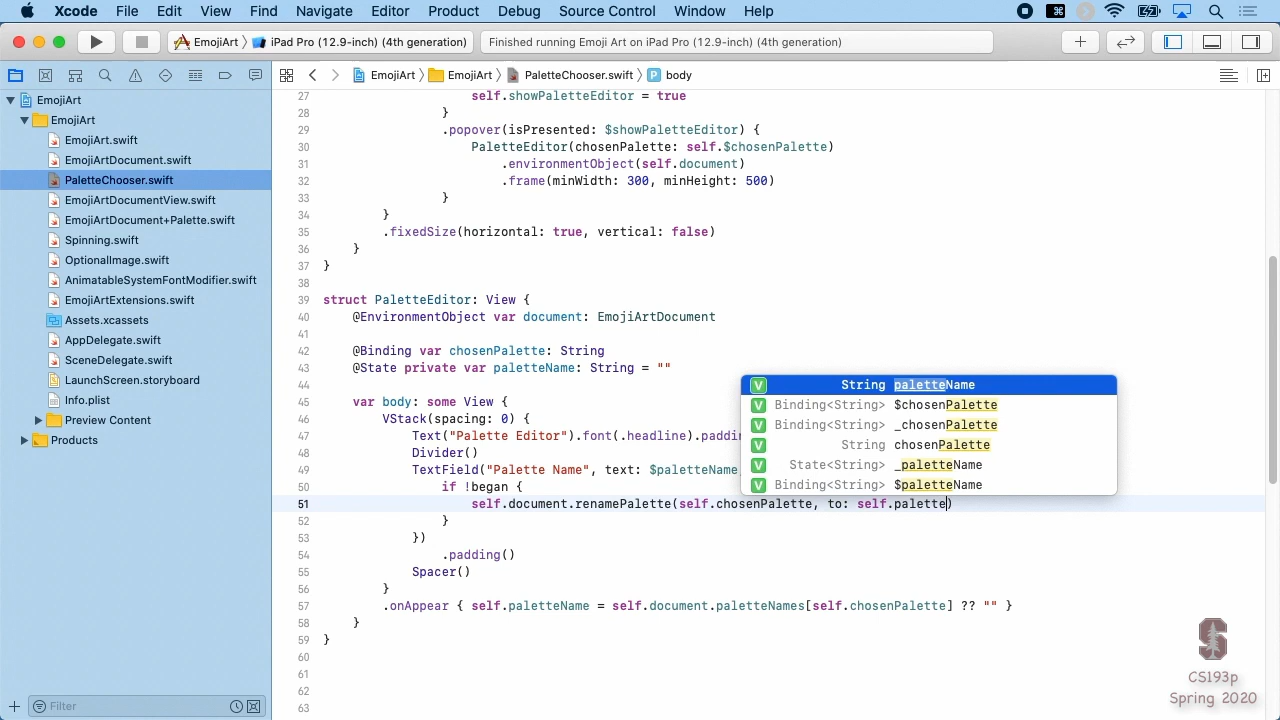 Xcode File Edit View Find Navigate Editor Product Debug Source Control Window Help
EmojiArt iPad Pro (12.9-inch) (4th generation) Finished running Emoji Art on iPad Pro (12.9-inch) (4th generation)
EmojiArt EmojiArt PaletteChooser.swift P body
EmojiArt
EmojiArt
EmojiArt.swift
EmojiArtDocument.swift
PaletteChooser.swift
EmojiArtDocumentView.swift
EmojiArtDocument+Palette.swift
Spinning.swift
OptionalImage.swift
AnimatableSystemFontModifier.swift
EmojiArtExtensions.swift
Assets.xcassets
AppDelegate.swift
SceneDelegate.swift
LaunchScreen.storyboard
Info.plist
Preview Content
Products
Filter
27 self.showPaletteEditor = true
28 }
29 .popover(isPresented: $showPaletteEditor) {
30 PaletteEditor(chosenPalette: self.$chosenPalette)
31 .environmentObject(self.document)
32 .frame(minWidth: 300, minHeight: 500)
33 }
34 }
35 .fixedSize(horizontal: true, vertical: false)
36 }
37 }
38
39 struct PaletteEditor: View {
40 @EnvironmentObject var document: EmojiArtDocument
41
42 @Binding var chosenPalette: String
43 @State private var paletteName: String = ""
44
45 var body: some View {
46 VStack(spacing: 0) {
47 Text("Palette Editor").font(.headline).paddi
48 Divider()
49 TextField("Palette Name", text: $paletteName
50 if !began {
51 self.document.renamePalette(self.chosenPalette, to: self.palette)
52 }
53 })
54 .padding()
55 Spacer()
56 }
57 .onAppear { self.paletteName = self.document.paletteNames[self.chosenPalette] ?? "" }
58 }
59 }
60
61
62
63
V String paletteName
V Binding<String> $chosenPalette
V Binding<String> _chosenPalette
V String chosenPalette
V State<String> _paletteName
V Binding<String> $paletteName
S
CS193p
Spring 2020